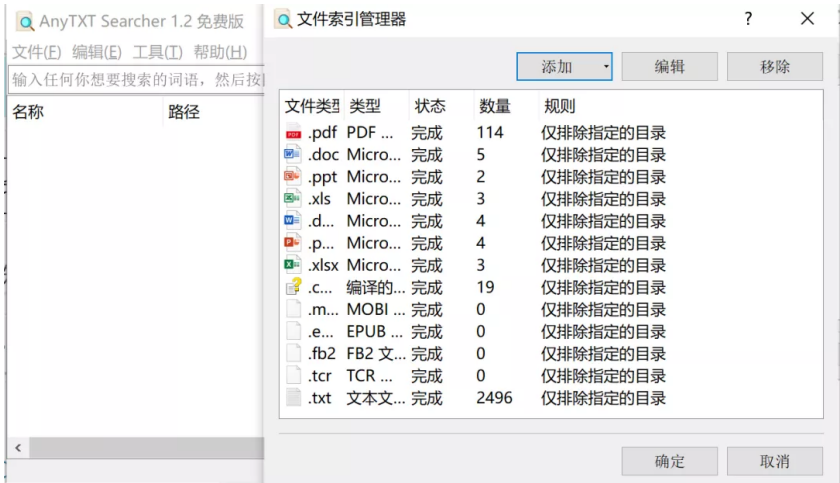 AnyTXT Searcher 1.2 免费版
文件(F) 编辑(E) 工具(T) 帮助(H)
输入任何你想要搜索的词语，然后按
名称 路径
文件索引管理器
? ×
添加 编辑 移除
文件类型 类型 状态 数量 规则
.pdf PDF ... 完成 114 仅排除指定的目录
.doc Micro... 完成 5 仅排除指定的目录
.ppt Micro... 完成 2 仅排除指定的目录
.xls Micro... 完成 3 仅排除指定的目录
.d... Micro... 完成 4 仅排除指定的目录
.p... Micro... 完成 4 仅排除指定的目录
.xlsx Micro... 完成 3 仅排除指定的目录
.c... 编译的... 完成 19 仅排除指定的目录
.m... MOBI ... 完成 0 仅排除指定的目录
.e... EPUB ... 完成 0 仅排除指定的目录
.fb2 FB2 文... 完成 0 仅排除指定的目录
.tcr TCR ... 完成 0 仅排除指定的目录
.txt 文本文... 完成 2496 仅排除指定的目录
确定 取消